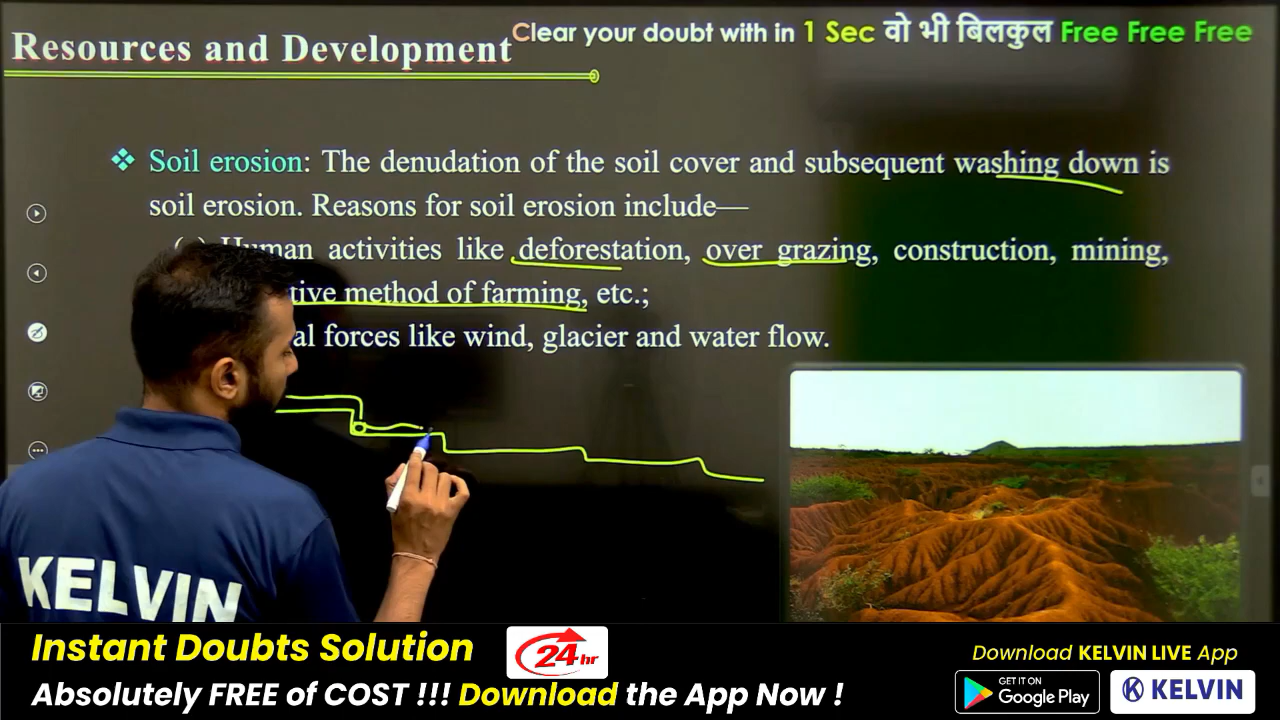 Resources and Development
Clear your doubt with in 1 Sec वो भी बिलकुल Free Free Free
❖ Soil erosion: The denudation of the soil cover and subsequent washing down is
soil erosion. Reasons for soil erosion include—
activities like deforestation, over grazing, construction, mining,
method of farming, etc.;
forces like wind, glacier and water flow.
KELVIN
Instant Doubts Solution
24hr
Download KELVIN LIVE App
Absolutely FREE of COST !!! Download the App Now !
GET IT ON
Google Play
KELVIN